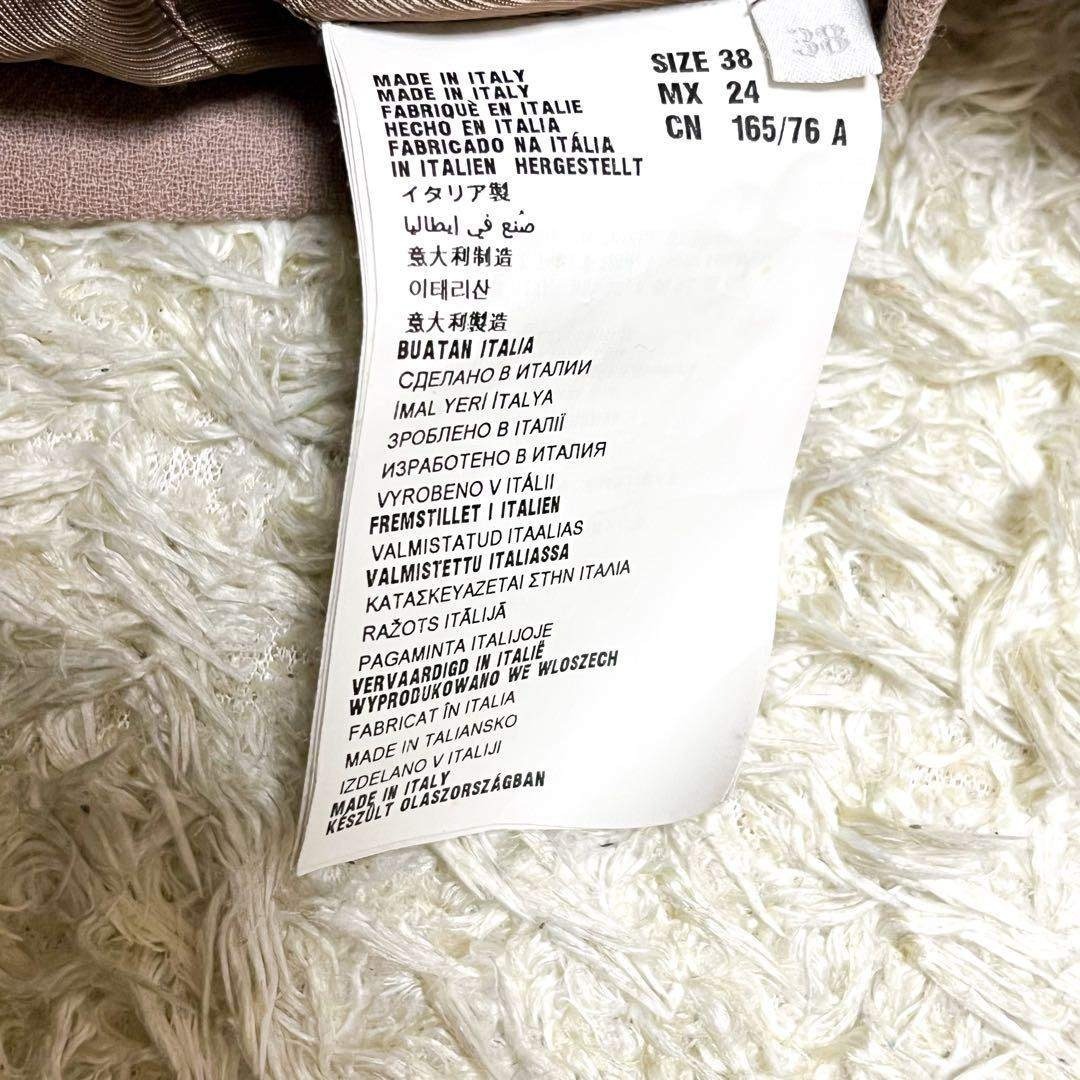 38
SIZE 38
MX 24
CN 165/76 A
MADE IN ITALY
MADE IN ITALY
FABRIQUÈ EN ITALIE
HECHO EN ITALIA
FABRICADO NA ITÁLIA
IN ITALIEN HERGESTELLT
イタリア製
صُنع في إيطاليا
意大利制造
이태리산
意大利製造
BUATAN ITALIA
СДЕЛАНО В ИТАЛИИ
İMAL YERİ İTALYA
ЗРОБЛЕНО В ІТАЛІЇ
ИЗРАБОТЕНО В ИТАЛИЯ
VYROBENO V ITÁLII
FREMSTILLET I ITALIEN
VALMISTATUD ITAALIAS
VALMISTETTU ITALIASSA
ΚΑΤΑΣΚΕΥΑΖΕΤΑΙ ΣΤΗΝ ΙΤΑΛΙΑ
RAŽOTS ITĀLIJĀ
PAGAMINTA ITALIJOJE
VERVAARDIGD IN ITALIË
WYPRODUKOWANO WE WLOSZECH
FABRICAT ÎN ITALIA
MADE IN TALIANSKO
IZDELANO V ITALIJI
MADE IN ITALY
KÉSZÜLT OLASZORSZÁGBAN